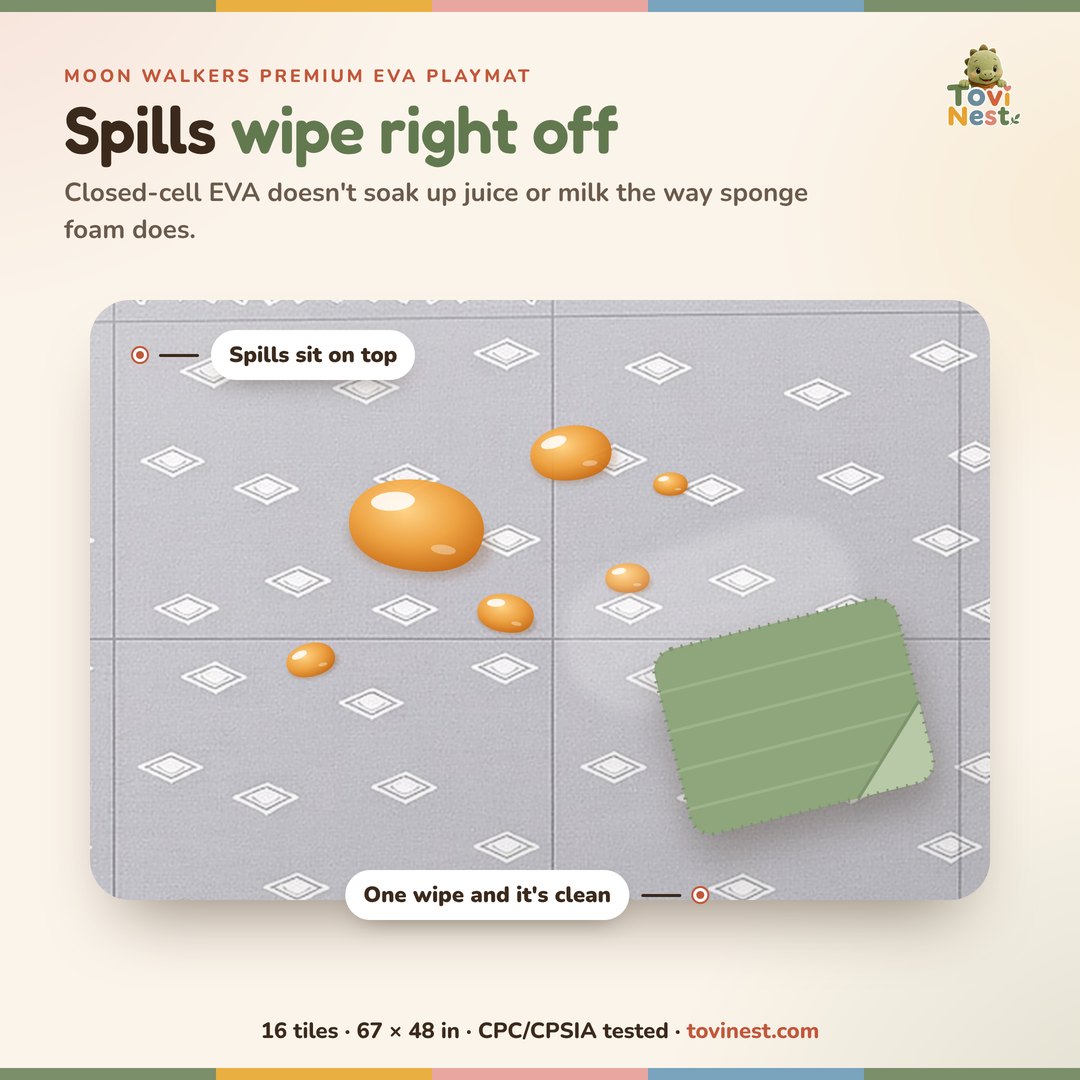 MOON WALKERS PREMIUM EVA PLAYMAT
Tovi
Nest
Spills wipe right off
Closed-cell EVA doesn't soak up juice or milk the way sponge
foam does.
Spills sit on top
One wipe and it's clean
16 tiles · 67 × 48 in · CPC/CPSIA tested · tovinest.com